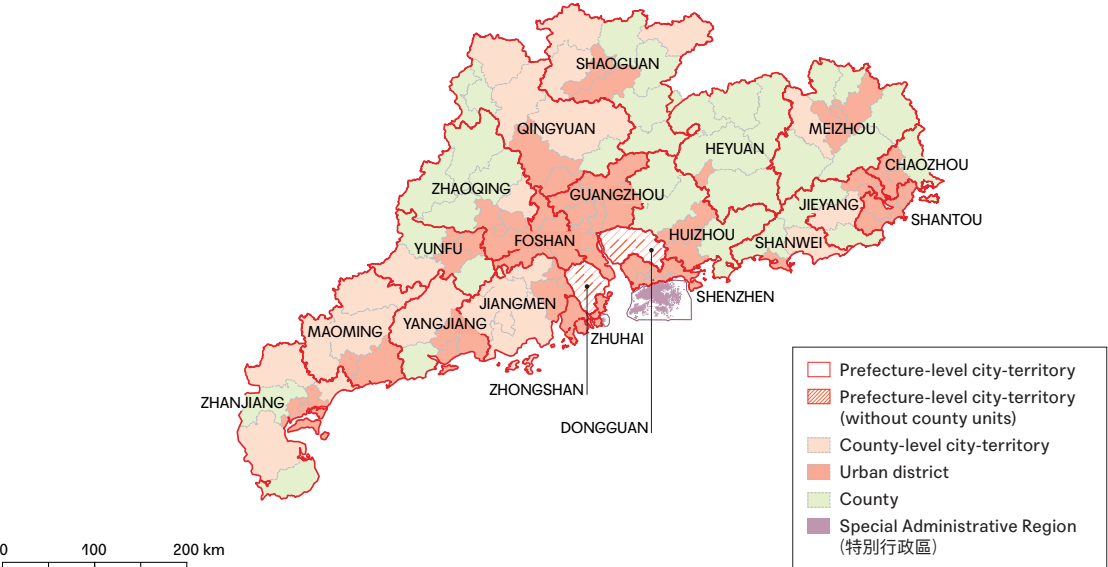 SHAOGUAN
QINGYUAN
MEIZHOU
HEYUAN
CHAOZHOU
ZHAOQING
GUANGZHOU
JIEYANG
SHANTOU
HUIZHOU
FOSHAN
SHANWEI
YUNFU
SHENZHEN
JIANGMEN
YANGJIANG
MAOMING
ZHUHAI
ZHONGSHAN
ZHANJIANG
DONGGUAN
Prefecture-level city-territory
Prefecture-level city-territory
(without county units)
County-level city-territory
Urban district
County
Special Administrative Region
(特別行政區)
0 100 200 km